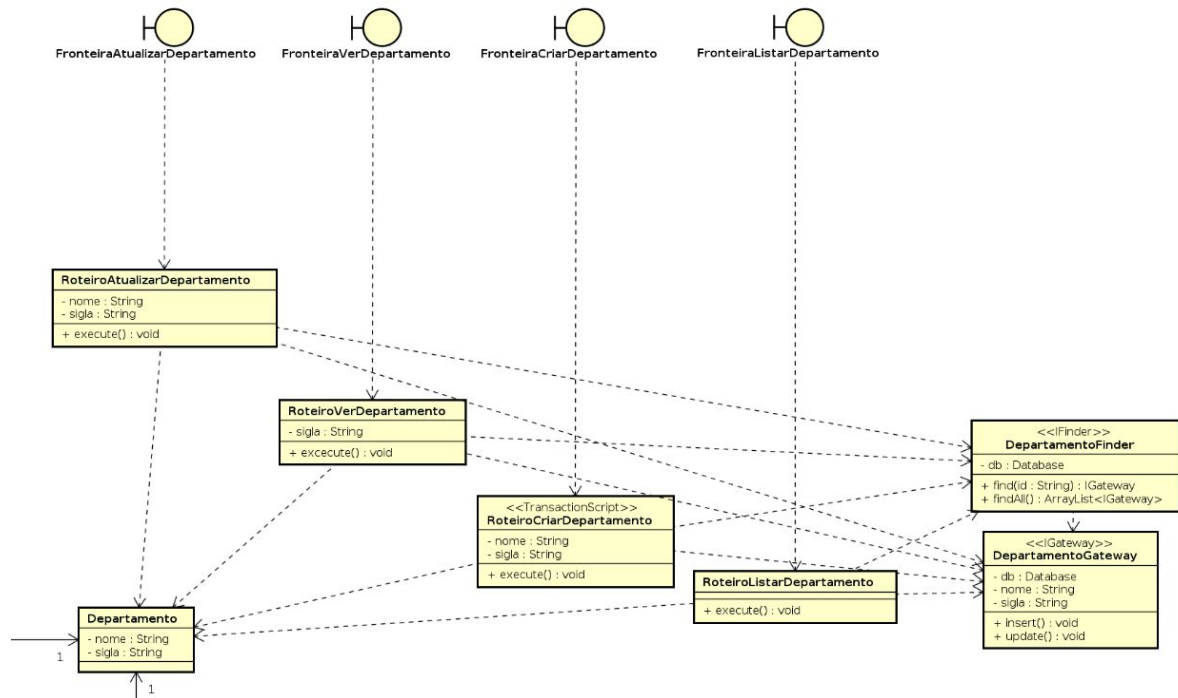 FronteiraAtualizarDepartamento
FronteiraVerDepartamento
FronteiraCriarDepartamento
FronteiraListarDepartamento
RoteiroAtualizarDepartamento
- nome : String
- sigla : String
+ execute() : void
RoteiroVerDepartamento
- sigla : String
+ excecute() : void
<<IFinder>>
DepartamentoFinder
- db : Database
+ find(id : String) : IGateway
+ findAll() : ArrayList<IGateway>
<<TransactionScript>>
RoteiroCriarDepartamento
- nome : String
- sigla : String
+ execute() : void
<<IGateway>>
DepartamentoGateway
- db : Database
- nome : String
- sigla : String
+ insert() : void
+ update() : void
RoteiroListarDepartamento
+ execute() : void
Departamento
- nome : String
- sigla : String
1
1